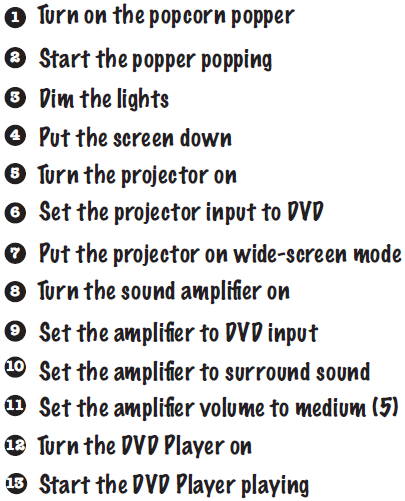 1 Turn on the popcorn popper
2 Start the popper popping
3 Dim the lights
4 Put the screen down
5 Turn the projector on
6 Set the projector input to DVD
7 Put the projector on wide-screen mode
8 Turn the sound amplifier on
9 Set the amplifier to DVD input
10 Set the amplifier to surround sound
11 Set the amplifier volume to medium (5)
12 Turn the DVD Player on
13 Start the DVD Player playing